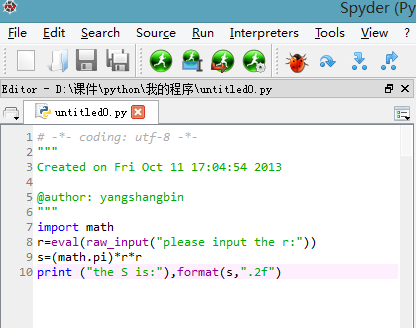 Spyder (Py
File Edit Search Source Run Interpreters Tools View
Editor - D:\课件\python\我的程序\untitled0.py
untitled0.py
1 # -*- coding: utf-8 -*-
2 """
3 Created on Fri Oct 11 17:04:54 2013
4
5 @author: yangshangbin
6 """
7 import math
8 r=eval(raw_input("please input the r:"))
9 s=(math.pi)*r*r
10 print ("the S is:"),format(s,".2f")